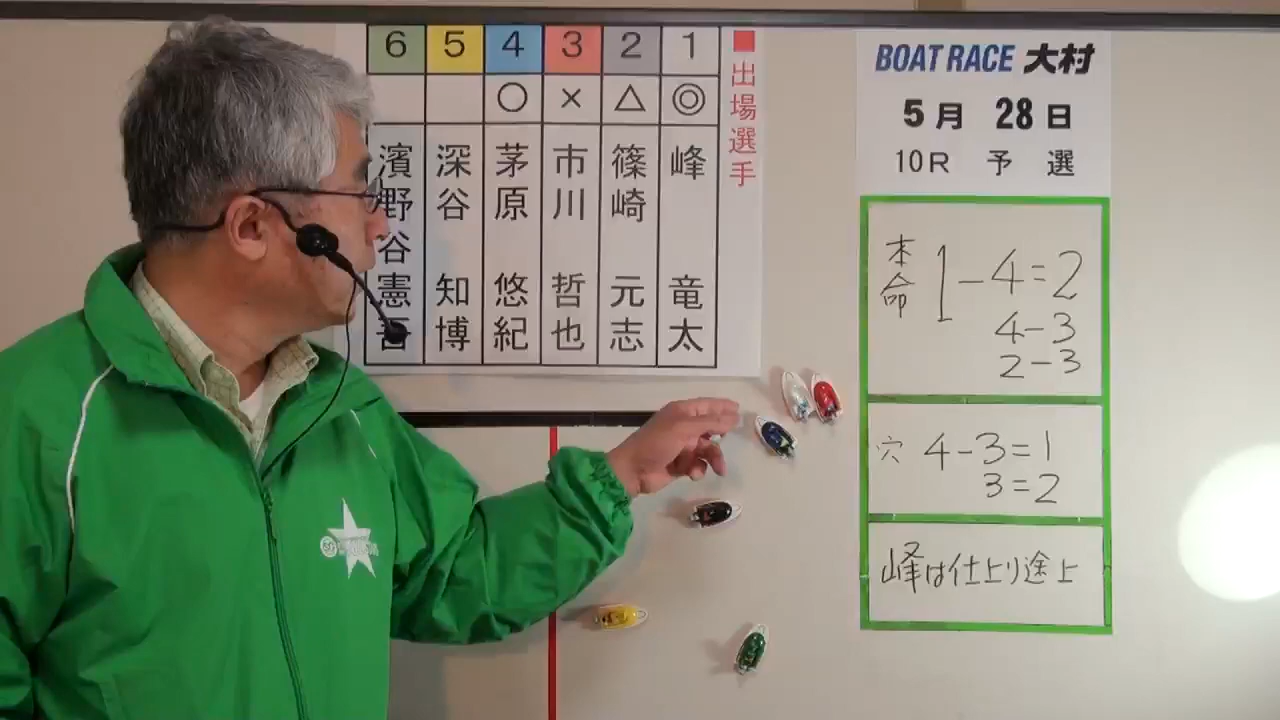 ■出場選手
6 5 4 3 2 1
○ × △ ◎
濱野谷憲吾
深谷 知博
茅原 悠紀
市川 哲也
篠崎 元志
峰 竜太
BOAT RACE 大村
5月 28日
10R 予選
本命 1-4=2
4-3
2-3
穴 4-3=1
3=2
峰は仕上り途上